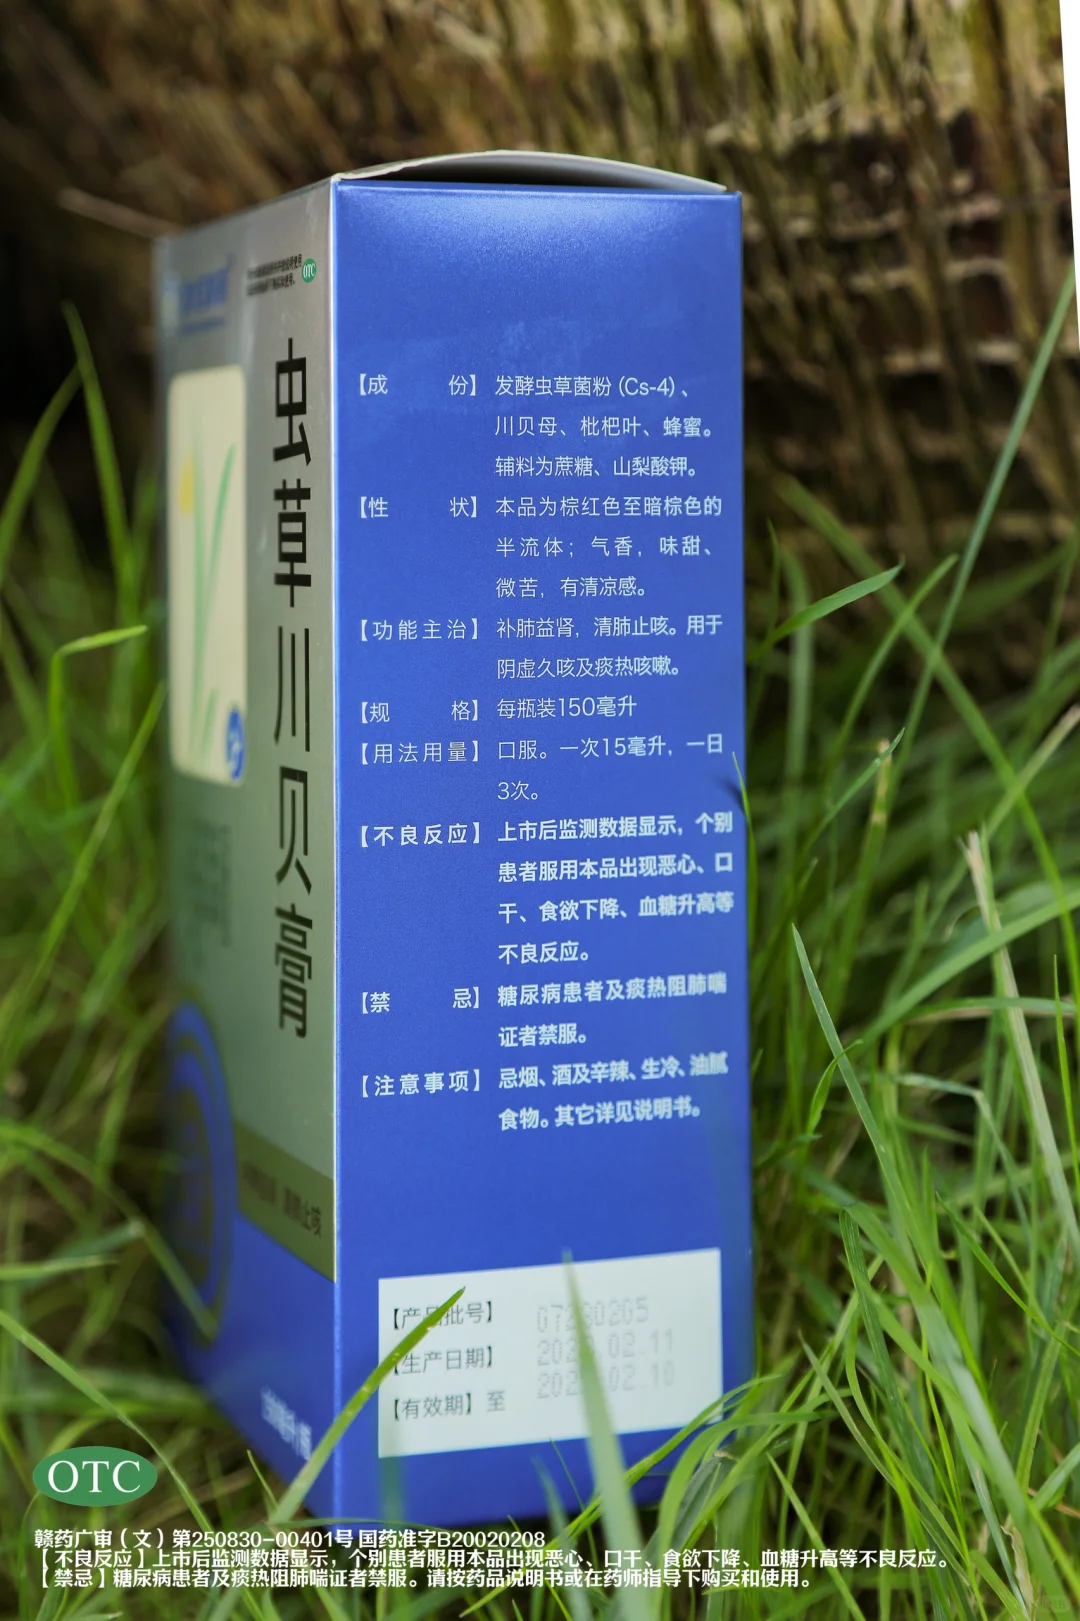 OTC
虫草川贝膏
【成份】 发酵虫草菌粉（Cs-4）、
川贝母、枇杷叶、蜂蜜。
辅料为蔗糖、山梨酸钾。
【性状】 本品为棕红色至暗棕色的
半流体；气香，味甜、
微苦，有清凉感。
【功能主治】 补肺益肾，清肺止咳。用于
阴虚久咳及痰热咳嗽。
【规格】 每瓶装150毫升
【用法用量】 口服。一次15毫升，一日
3次。
【不良反应】 上市后监测数据显示，个别
患者服用本品出现恶心、口
干、食欲下降、血糖升高等
不良反应。
【禁忌】 糖尿病患者及痰热阻肺喘
证者禁服。
【注意事项】 忌烟、酒及辛辣、生冷、油腻
食物。其它详见说明书。
【产品批号】
【生产日期】
【有效期】至
OTC
赣药广审（文）第250830-00401号 国药准字B20020208
【不良反应】上市后监测数据显示，个别患者服用本品出现恶心、口干、食欲下降、血糖升高等不良反应。
【禁忌】糖尿病患者及痰热阻肺喘证者禁服。请按药品说明书或在药师指导下购买和使用。